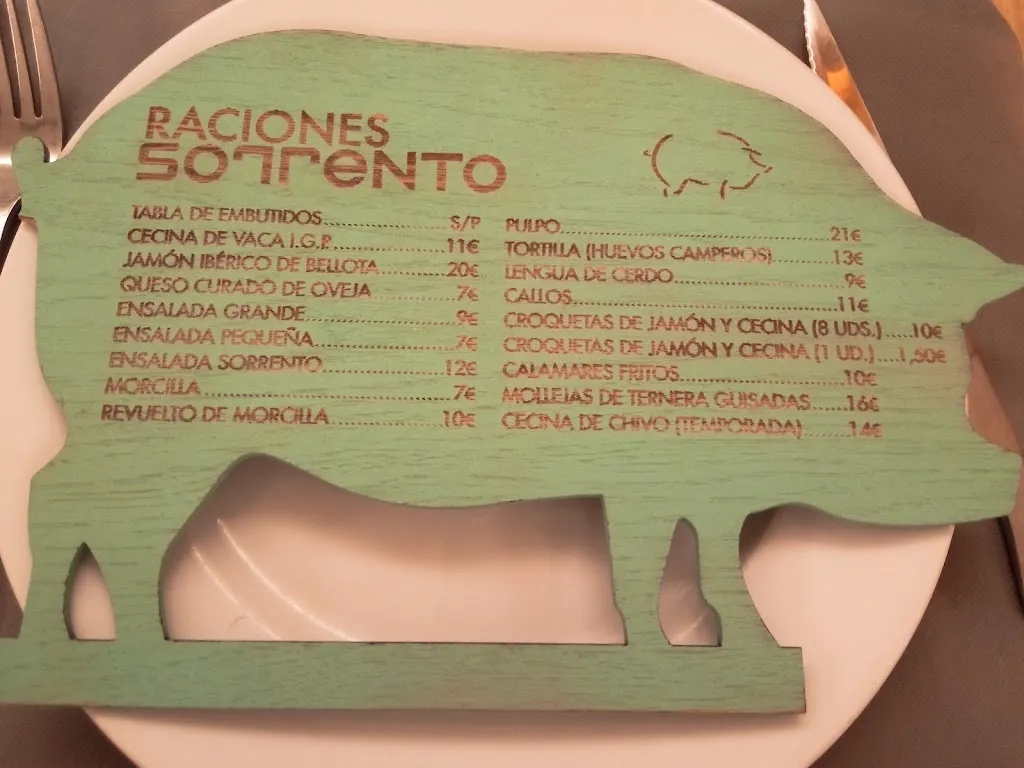 RACIONES
SORRENTO
TABLA DE EMBUTIDOS........................S/P
CECINA DE VACA I.G.P.......................11€
JAMÓN IBÉRICO DE BELLOTA............20€
QUESO CURADO DE OVEJA..............7€
ENSALADA GRANDE..........................9€
ENSALADA PEQUEÑA........................7€
ENSALADA SORRENTO.....................12€
MORCILLA..........................................7€
REVUELTO DE MORCILLA...................10€
PULPO..............................................21€
TORTILLA (HUEVOS CAMPEROS)............13€
LENGUA DE CERDO...........................9€
CALLOS............................................11€
CROQUETAS DE JAMÓN Y CECINA (8 UDS.)....10€
CROQUETAS DE JAMÓN Y CECINA (1 UD.)....1,50€
CALAMARES FRITOS..........................10€
MOLLEJAS DE TERNERA GUISADAS......16€
CECINA DE CHIVO (TEMPORADA)........14€